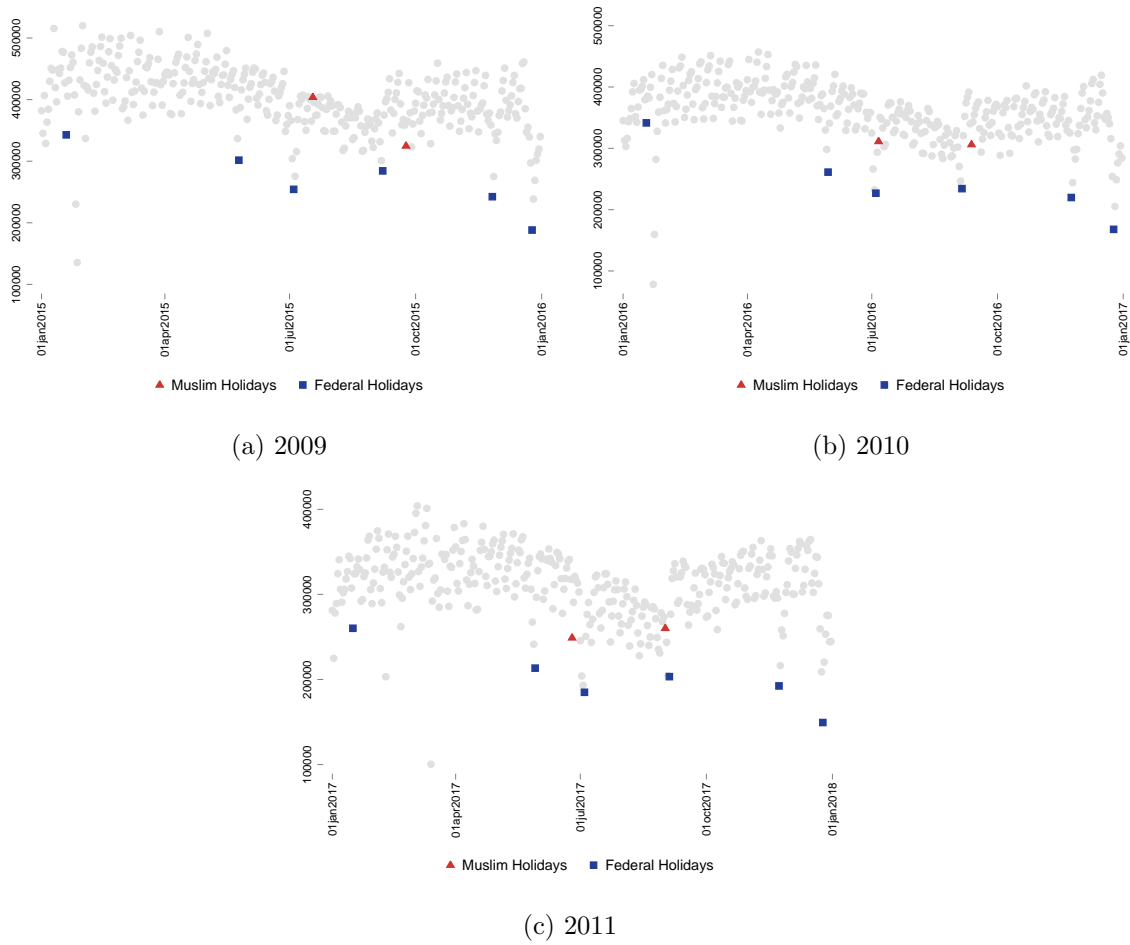 500000
400000
300000
200000
100000
01jan2015
01apr2015
01jul2015
01oct2015
01jan2016
Muslim Holidays Federal Holidays
(a) 2009
500000
400000
300000
200000
100000
01jan2016
01apr2016
01jul2016
01oct2016
01jan2017
Muslim Holidays Federal Holidays
(b) 2010
400000
300000
200000
100000
01jan2017
01apr2017
01jul2017
01oct2017
01jan2018
Muslim Holidays Federal Holidays
(c) 2011